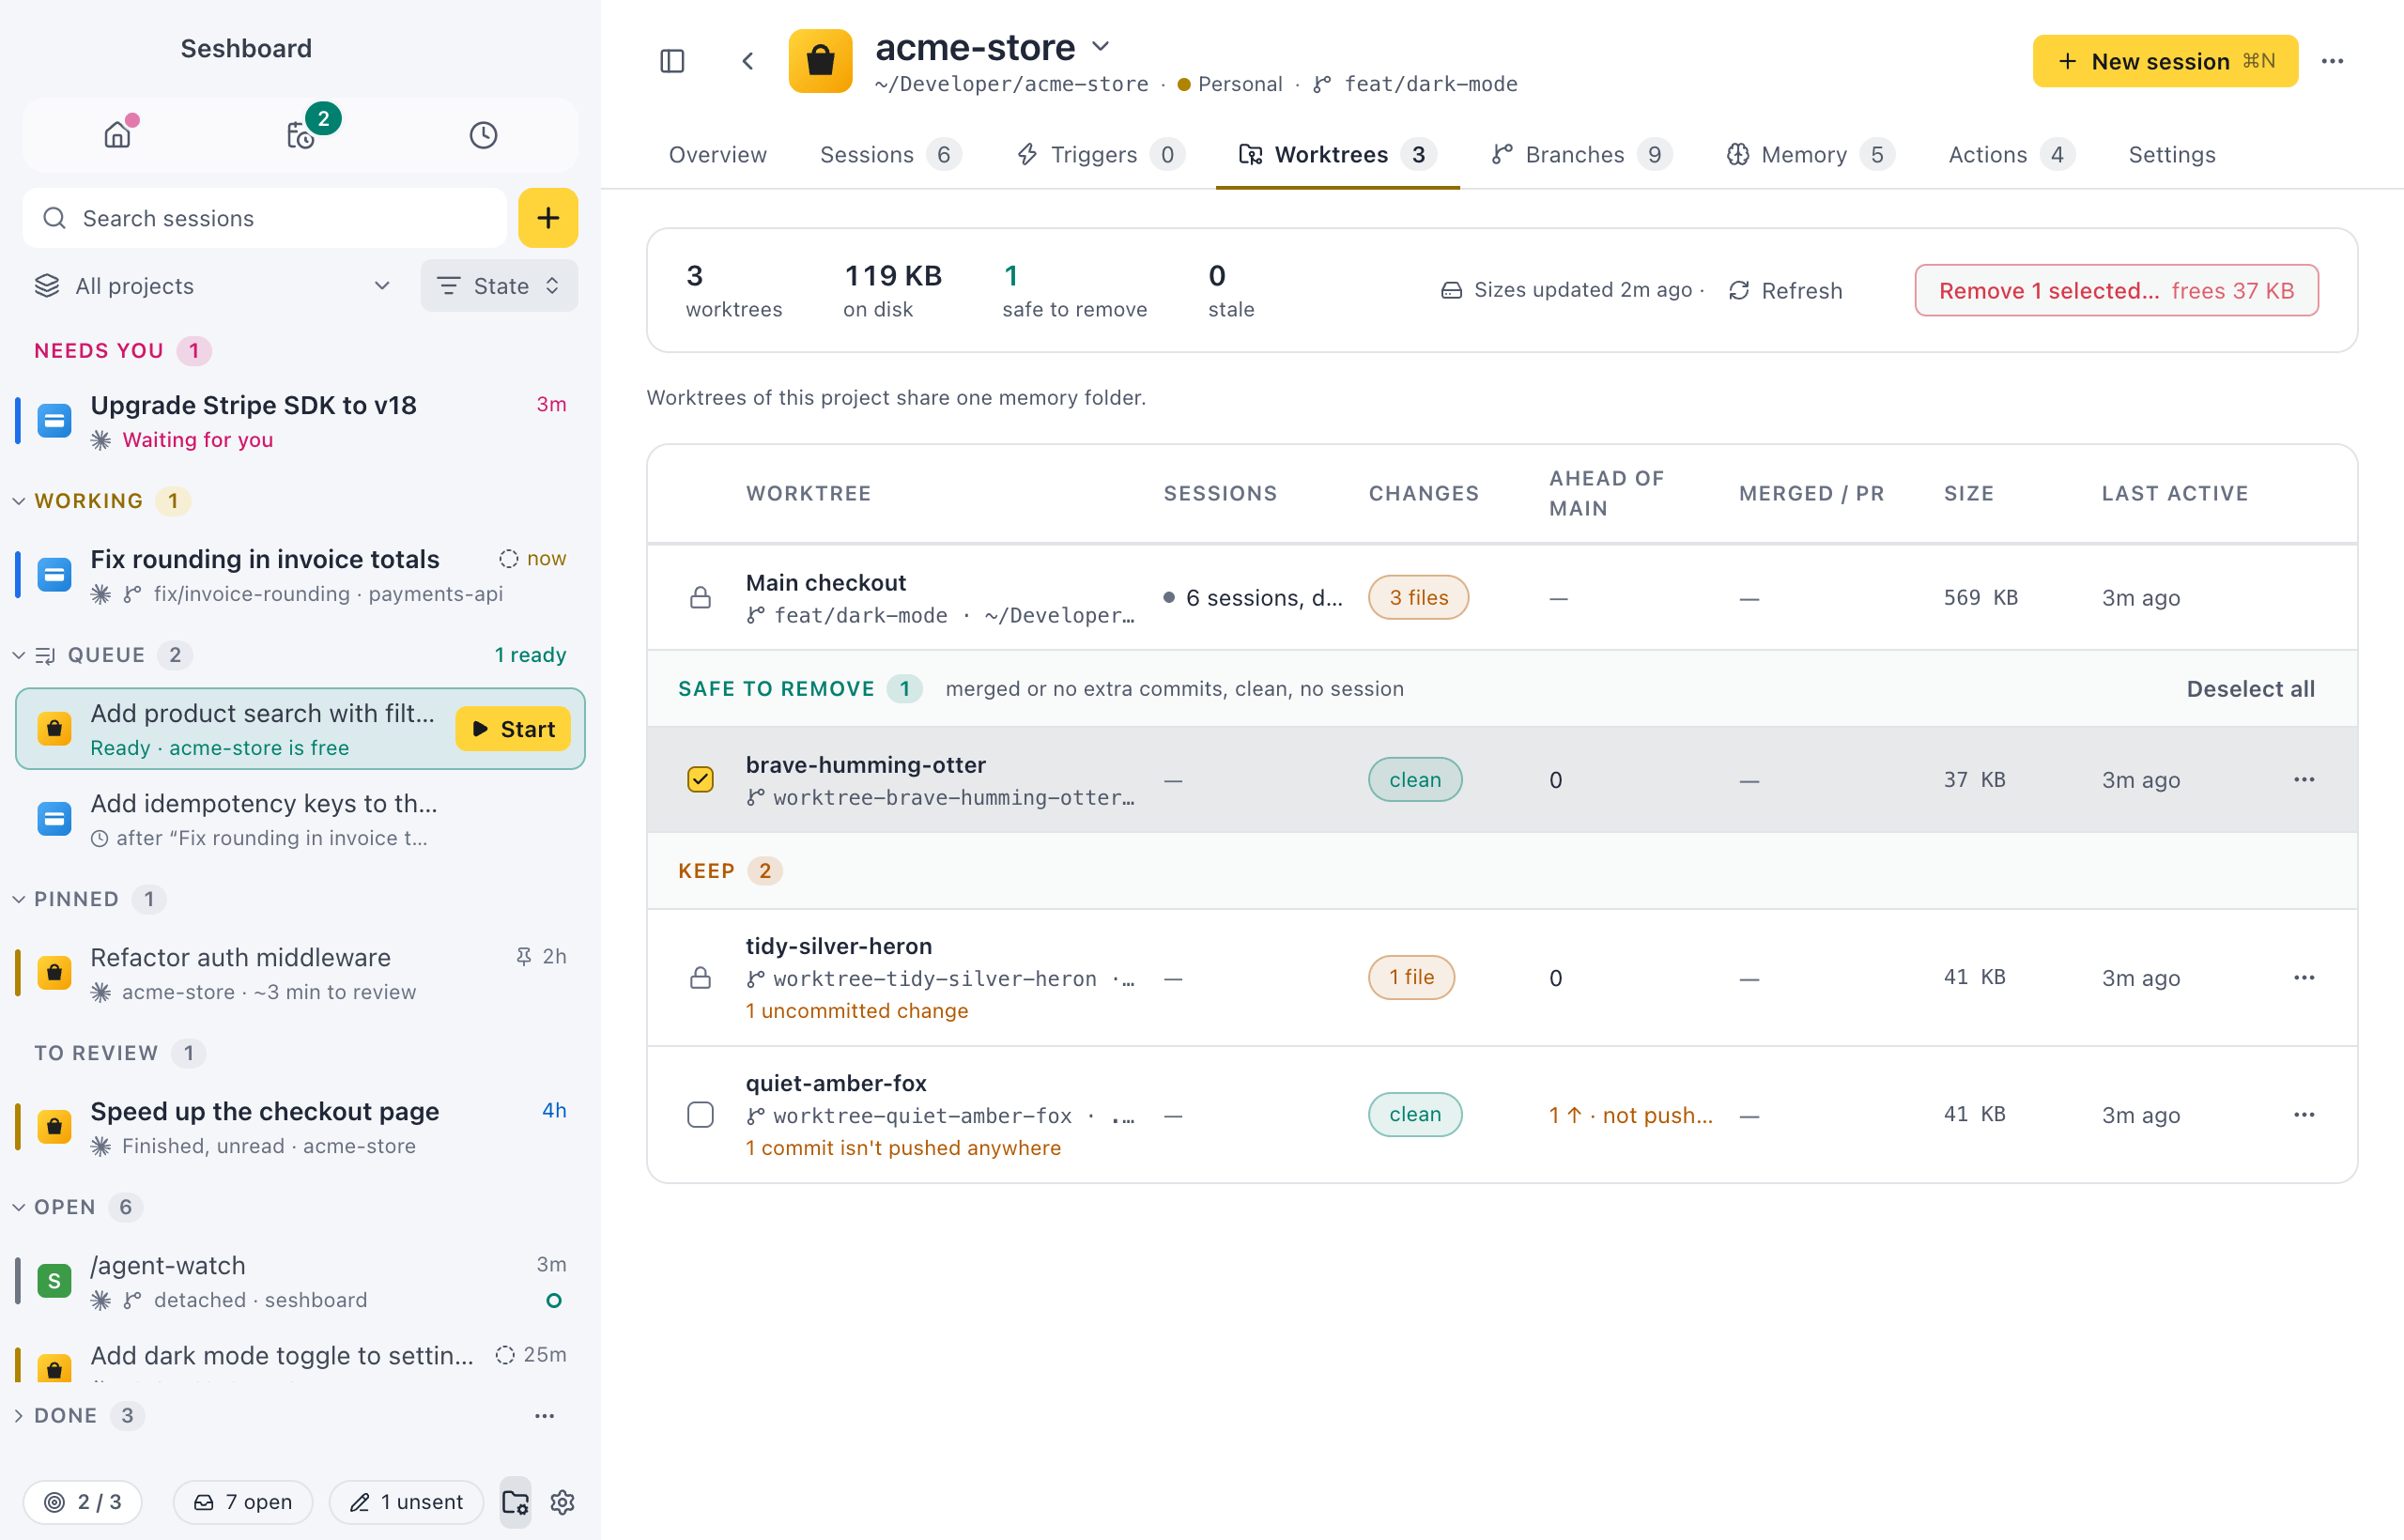 Seshboard
2
Search sessions
All projects
State
NEEDS YOU 1
Upgrade Stripe SDK to v18 3m
Waiting for you
WORKING 1
Fix rounding in invoice totals now
fix/invoice-rounding · payments-api
QUEUE 2 1 ready
Add product search with filt...
Ready · acme-store is free
Start
Add idempotency keys to th...
after “Fix rounding in invoice t...
PINNED 1
Refactor auth middleware 2h
acme-store · ~3 min to review
TO REVIEW 1
Speed up the checkout page 4h
Finished, unread · acme-store
OPEN 6
S
/agent-watch 3m
detached · seshboard
Add dark mode toggle to settin... 25m
DONE 3
2 / 3
7 open
1 unsent
acme-store
~/Developer/acme-store · Personal · feat/dark-mode
+ New session ⌘N
Overview
Sessions 6
Triggers 0
Worktrees 3
Branches 9
Memory 5
Actions 4
Settings
3 worktrees
119 KB on disk
1 safe to remove
0 stale
Sizes updated 2m ago ·
Refresh
Remove 1 selected... frees 37 KB
Worktrees of this project share one memory folder.
WORKTREE SESSIONS CHANGES AHEAD OF MAIN MERGED / PR SIZE LAST ACTIVE
Main checkout
feat/dark-mode · ~/Developer...
6 sessions, d... 3 files — — 569 KB 3m ago
SAFE TO REMOVE 1 merged or no extra commits, clean, no session Deselect all
brave-humming-otter
worktree-brave-humming-otter...
— clean 0 — 37 KB 3m ago
KEEP 2
tidy-silver-heron
worktree-tidy-silver-heron ·...
1 uncommitted change
— 1 file 0 — 41 KB 3m ago
quiet-amber-fox
worktree-quiet-amber-fox · ....
1 commit isn't pushed anywhere
— clean 1 ↑ · not push... — 41 KB 3m ago